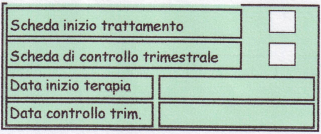 Scheda inizio trattamento
Scheda di controllo trimestrale
Data inizio terapia
Data controllo trim.